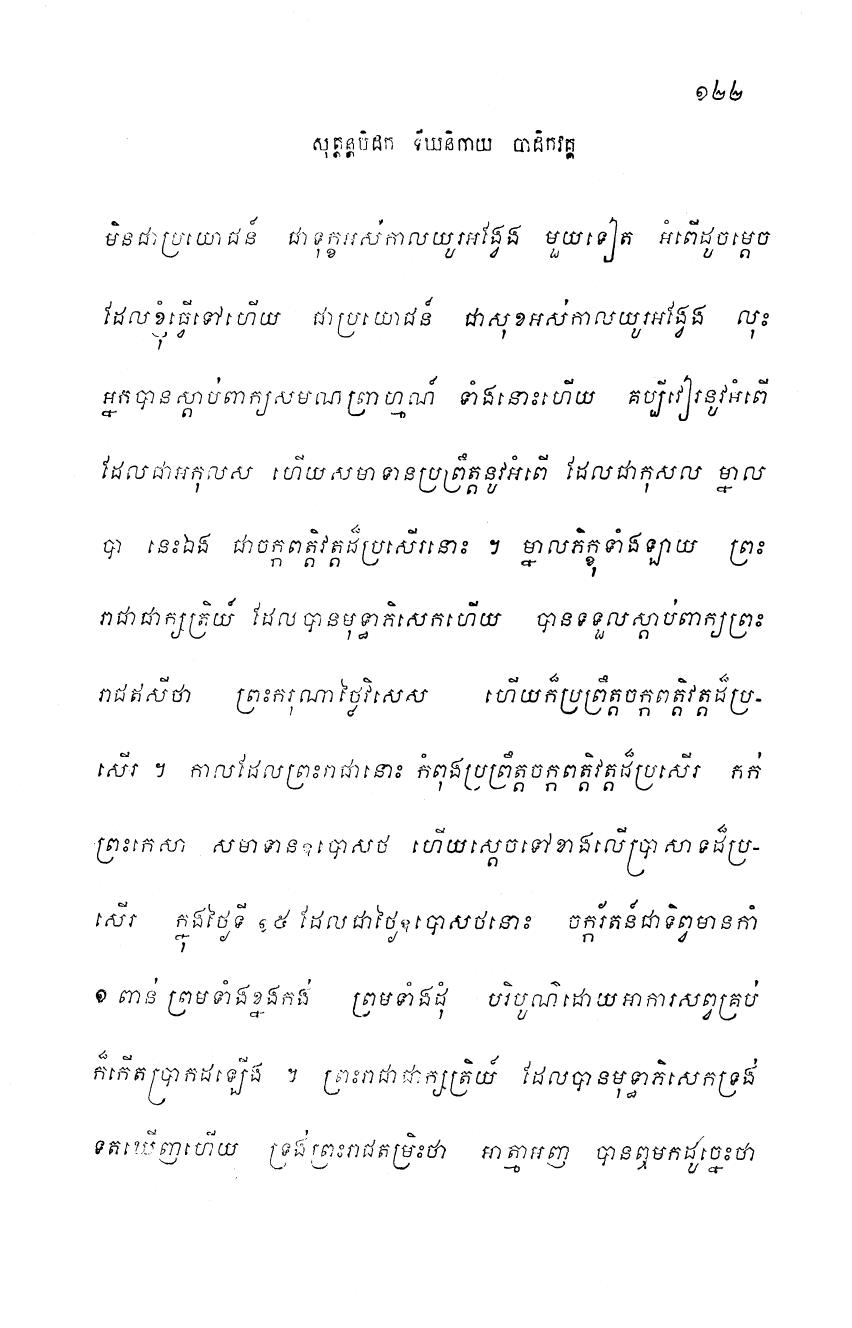 ១២២
សុត្តន្តបិដក ទីឃនិកាយ បាដិកវគ្គ
មិនជាប្រយោជន៍ ជាទុក្ខអស់កាលយូរអង្វែង មួយទៀត អំពើដូចម្តេច
ដែលខ្ញុំធ្វើទៅហើយ ជាប្រយោជន៍ ជាសុខអស់កាលយូរអង្វែង លុះ
អ្នកបានស្តាប់ពាក្យសមណព្រាហ្មណ៍ ទាំងនោះហើយ គប្បីវៀរនូវអំពើ
ដែលជាអកុលស ហើយសមាទានប្រព្រឹត្តនូវអំពើ ដែលជាកុសល ម្នាល
បា នេះឯង ជាចក្កពត្តិវត្តដ៏ប្រសើរនោះ ។ ម្នាលភិក្ខុទាំងឡាយ ព្រះ
រាជាជាក្សត្រិយ៍ ដែលបានមុទ្ធាភិសេកហើយ បានទទួលស្តាប់ពាក្យព្រះ
រាជឥសីថា ព្រះករុណាថ្លៃវិសេស ហើយក៏ប្រព្រឹត្តចក្កពត្តិវត្តដ៏ប្រ-
សើរ ។ កាលដែលព្រះរាជានោះ កំពុងប្រព្រឹត្តចក្កពត្តិវត្តដ៏ប្រសើរ កក់
ព្រះកេសា សមាទានឧបោសថ ហើយស្តេចទៅខាងលើប្រាសាទដ៏ប្រ-
សើរ ក្នុងថ្ងៃទី ១៥ ដែលជាថ្ងៃឧបោសថនោះ ចក្ករ័តន៍ជាទិព្វមានកាំ
១ ពាន់ ព្រមទាំងខ្នងកង់ ព្រមទាំងដុំ បរិបូណ៌ដោយអាការសព្វគ្រប់
ក៏កើតប្រាកដឡើង ។ ព្រះរាជាជាក្សត្រិយ៍ ដែលបានមុទ្ធាភិសេកទ្រង់
ទតឃើញហើយ ទ្រង់ព្រះរាជតម្រិះថា អាត្មាអញ បានឮមកដូច្នេះថា